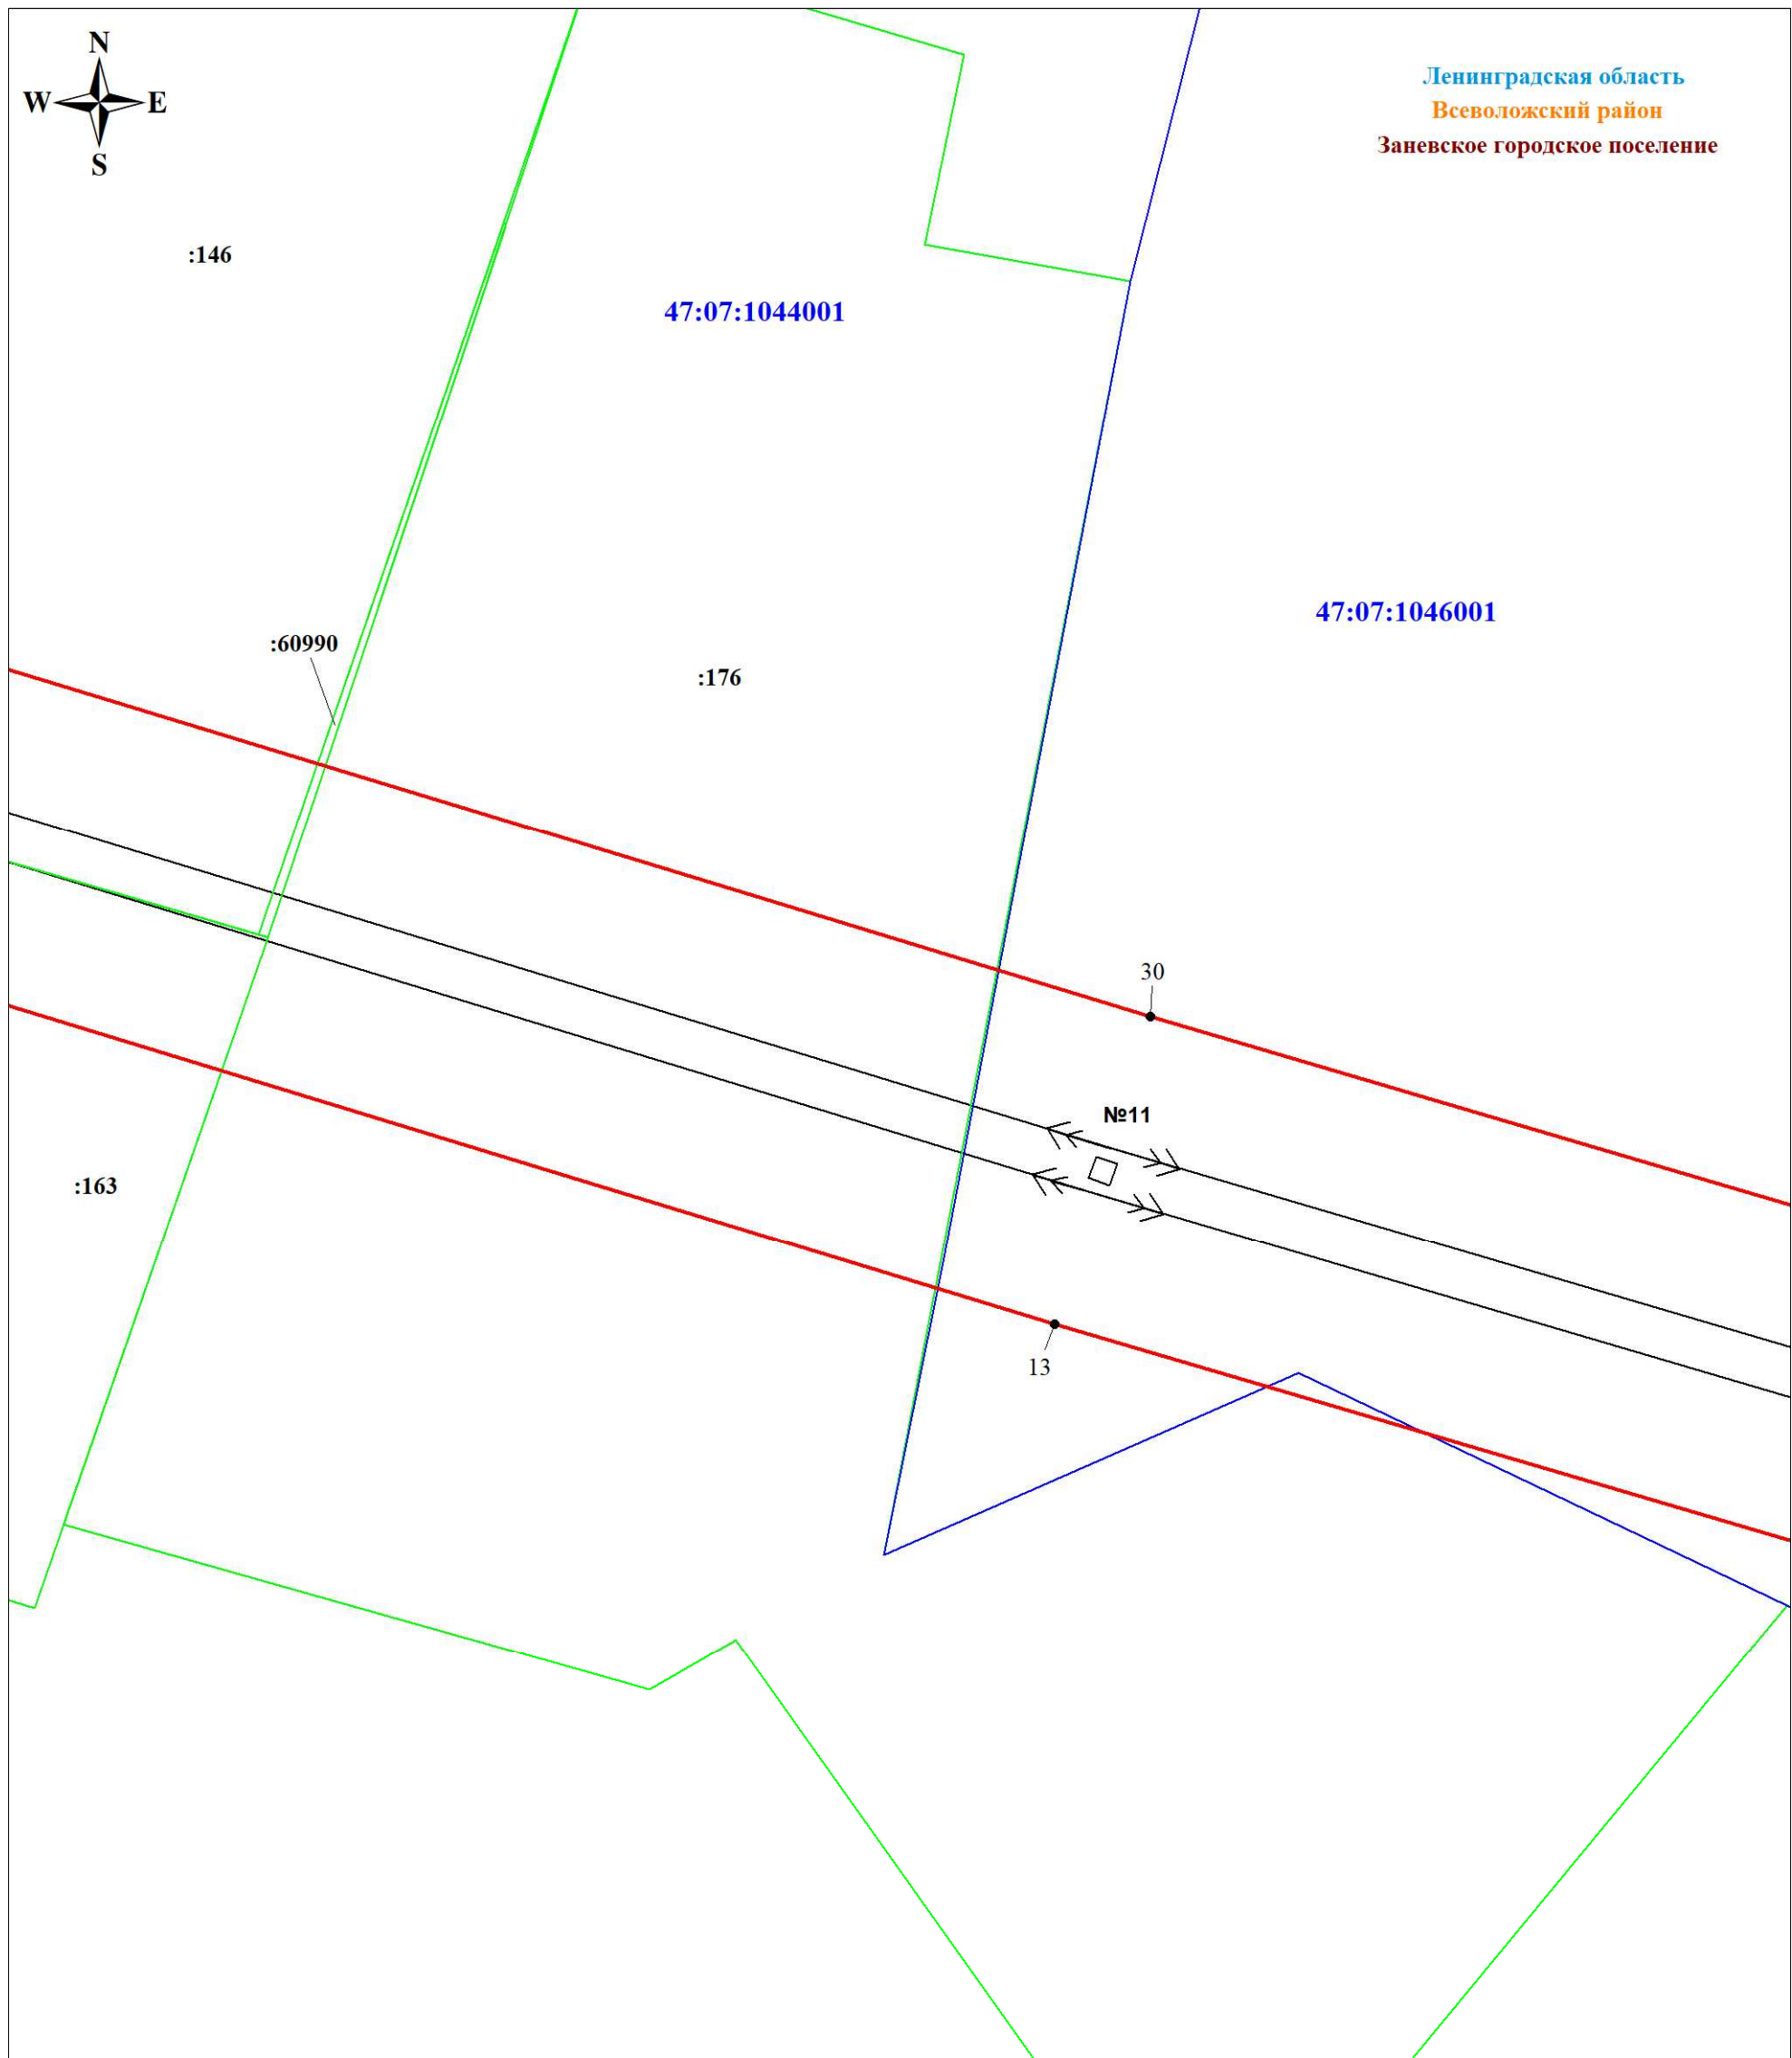 N
W E
S
Ленинградская область
Всеволожский район
Заневское городское поселение
:146
47:07:1044001
47:07:1046001
:60990
:176
30
№11
:163
13